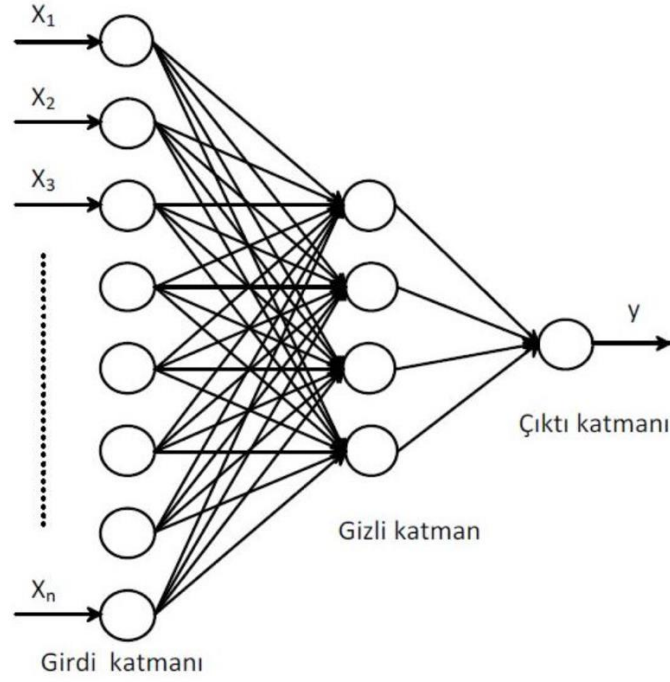 X₁
X₂
X₃
y
Çıktı katmanı
Gizli katman
Xₙ
Girdi katmanı